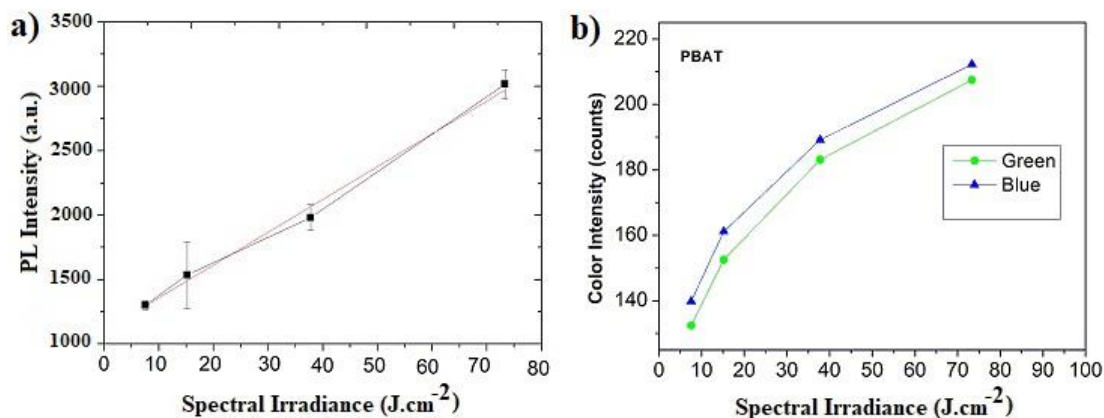 a)
3500
3000
2500
2000
1500
1000
PL Intensity (a.u.)
0 10 20 30 40 50 60 70 80
Spectral Irradiance (J.cm⁻²)
b)
220
200
180
160
140
Color Intensity (counts)
PBAT
Green
Blue
0 10 20 30 40 50 60 70 80 90 100
Spectral Irradiance (J.cm⁻²)